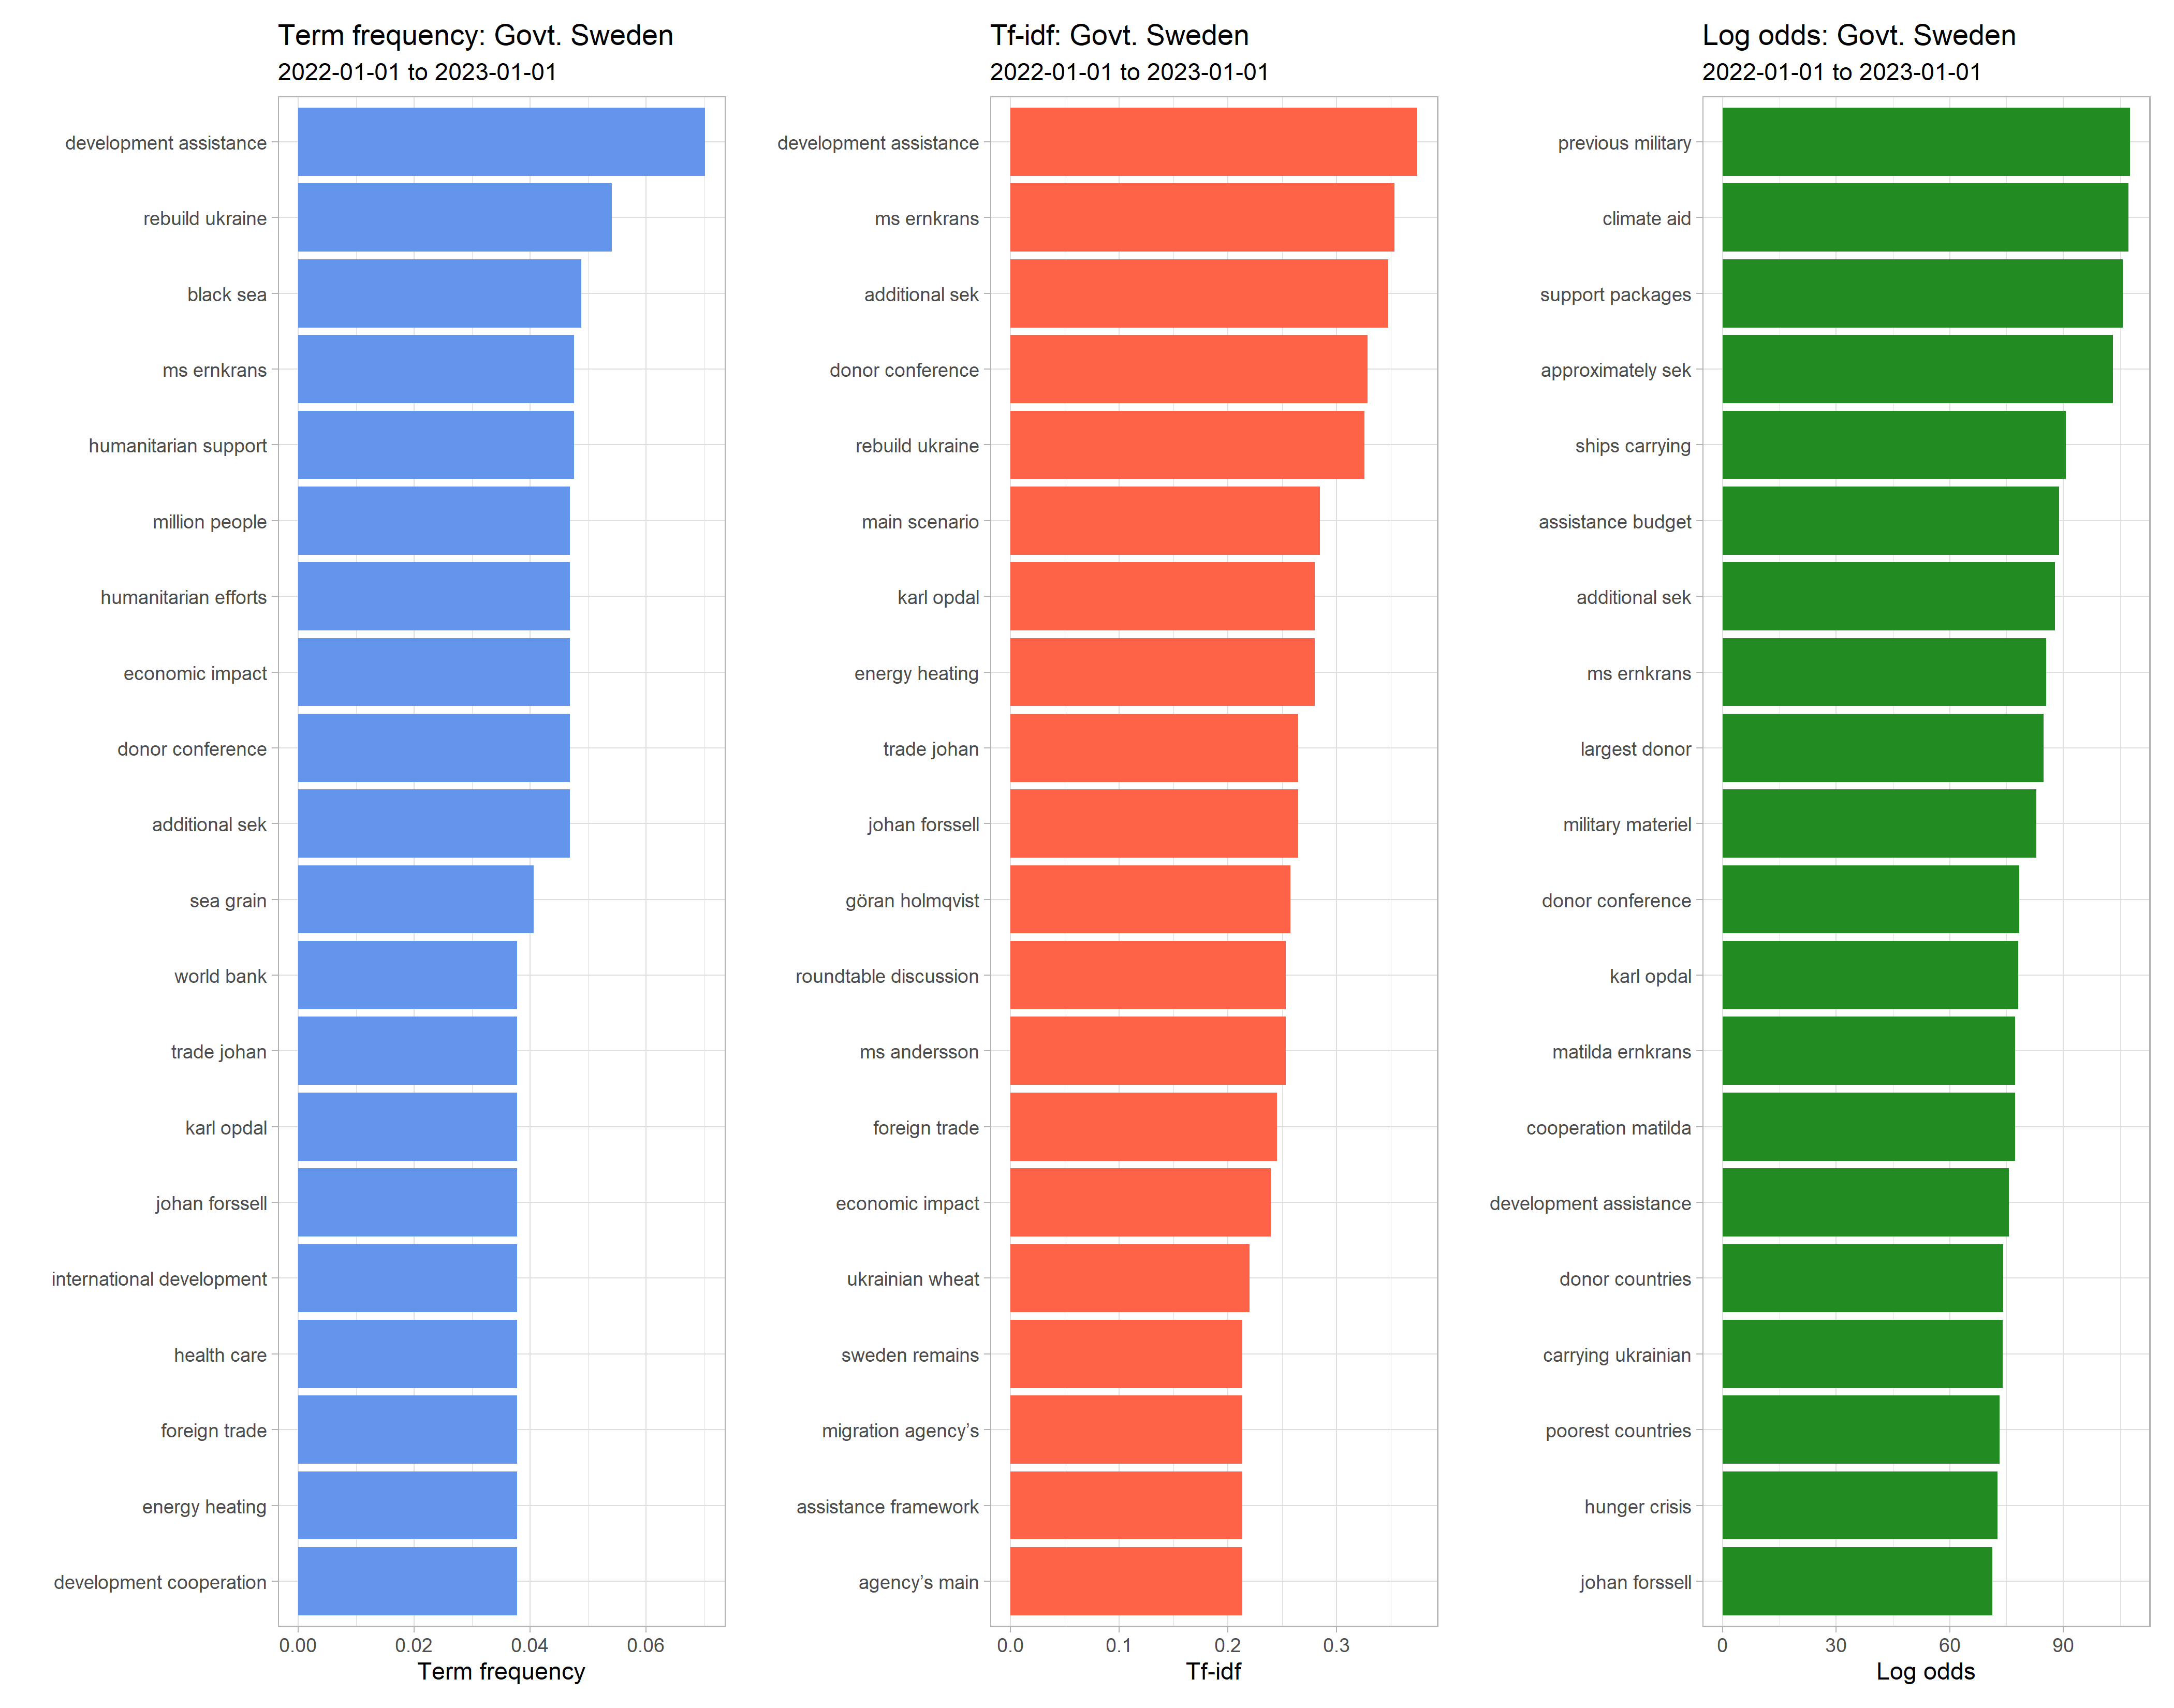 Term frequency: Govt. Sweden
2022-01-01 to 2023-01-01
development assistance
rebuild ukraine
black sea
ms ernkrans
humanitarian support
million people
humanitarian efforts
economic impact
donor conference
additional sek
sea grain
world bank
trade johan
karl opdal
johan forssell
international development
health care
foreign trade
energy heating
development cooperation
0.00 0.02 0.04 0.06
Term frequency
Tf-idf: Govt. Sweden
2022-01-01 to 2023-01-01
development assistance
ms ernkrans
additional sek
donor conference
rebuild ukraine
main scenario
karl opdal
energy heating
trade johan
johan forssell
göran holmqvist
roundtable discussion
ms andersson
foreign trade
economic impact
ukrainian wheat
sweden remains
migration agency’s
assistance framework
agency’s main
0.0 0.1 0.2 0.3
Tf-idf
Log odds: Govt. Sweden
2022-01-01 to 2023-01-01
previous military
climate aid
support packages
approximately sek
ships carrying
assistance budget
additional sek
ms ernkrans
largest donor
military materiel
donor conference
karl opdal
matilda ernkrans
cooperation matilda
development assistance
donor countries
carrying ukrainian
poorest countries
hunger crisis
johan forssell
0 30 60 90
Log odds